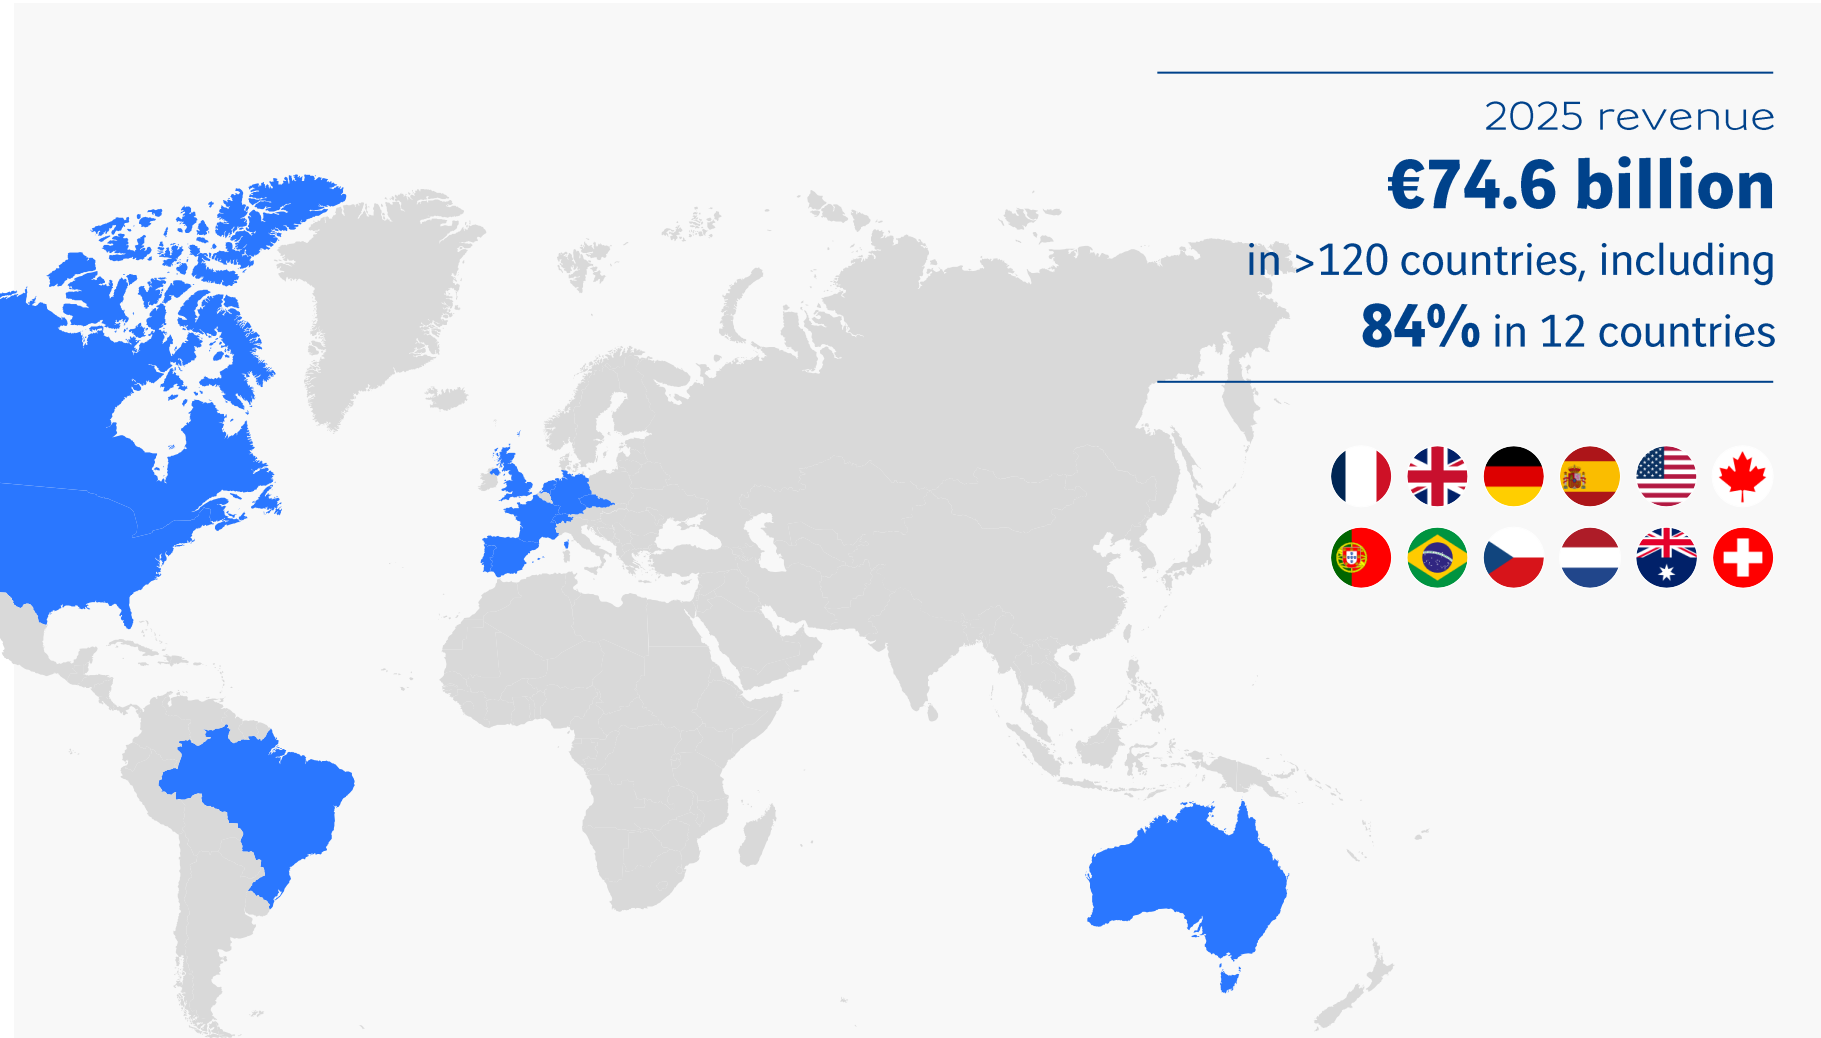 2025 revenue
€74.6 billion
in >120 countries, including
84% in 12 countries